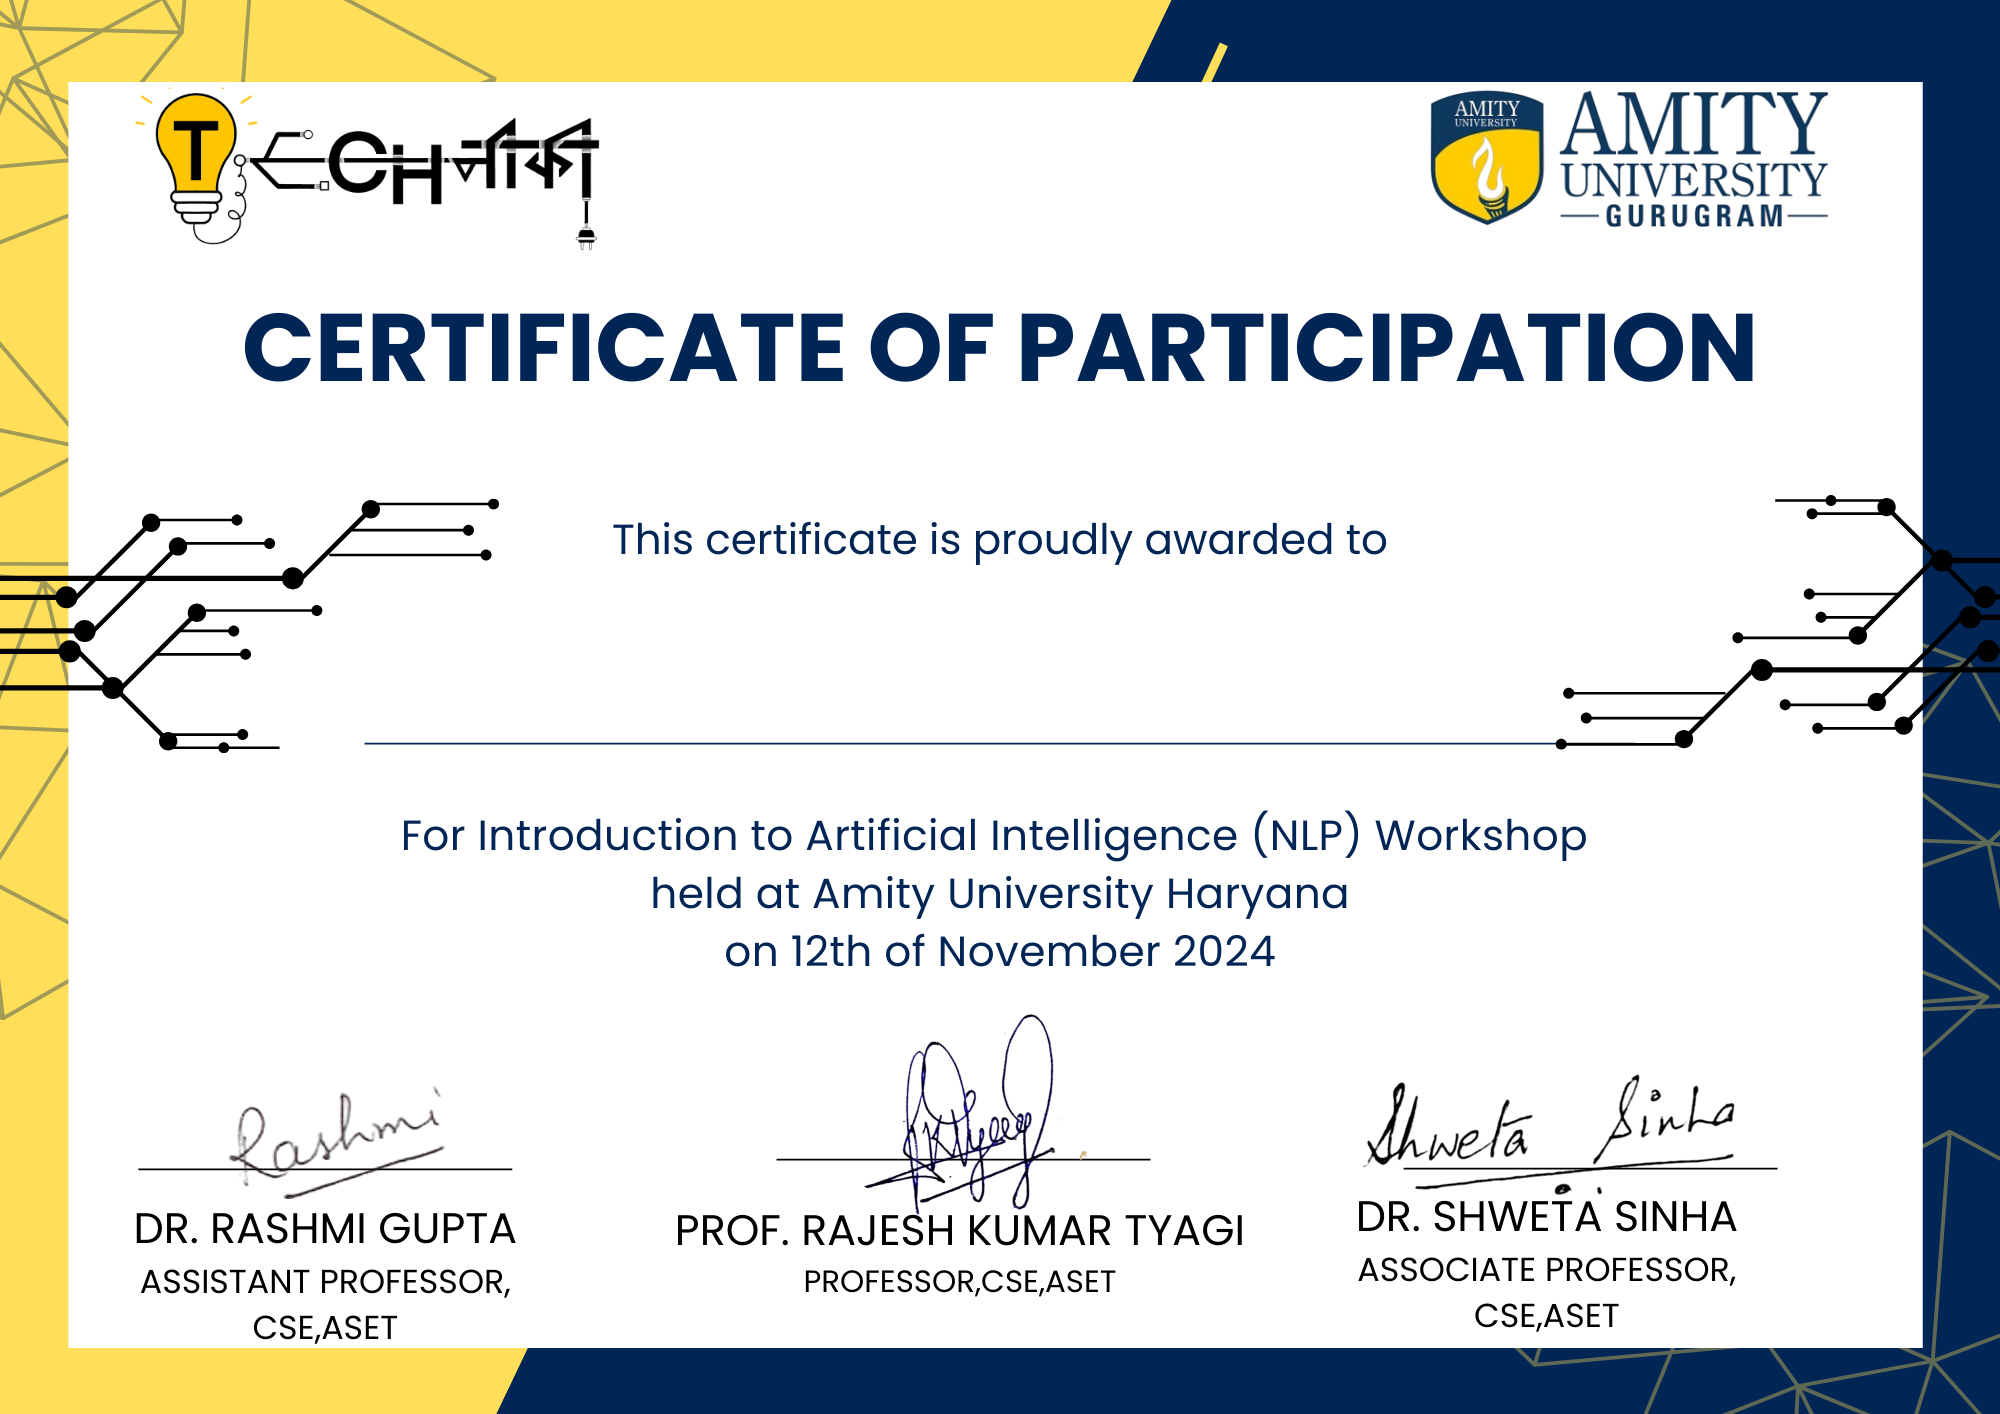 TECHनौका
AMITY
UNIVERSITY
AMITY
UNIVERSITY
GURUGRAM
CERTIFICATE OF PARTICIPATION
This certificate is proudly awarded to
For Introduction to Artificial Intelligence (NLP) Workshop
held at Amity University Haryana
on 12th of November 2024
Rashmi
Shweta Sinha
DR. RASHMI GUPTA
ASSISTANT PROFESSOR,
CSE,ASET
PROF. RAJESH KUMAR TYAGI
PROFESSOR,CSE,ASET
DR. SHWETA SINHA
ASSOCIATE PROFESSOR,
CSE,ASET